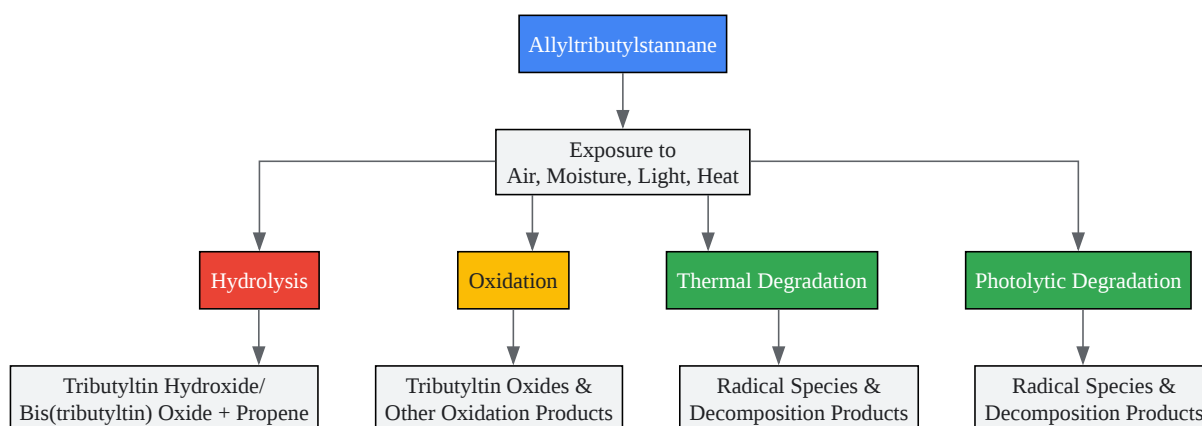 Allyltributylstannane
Exposure to
Air, Moisture, Light, Heat
Hydrolysis
Oxidation
Thermal Degradation
Photolytic Degradation
Tributyltin Hydroxide/
Bis(tributyltin) Oxide + Propene
Tributyltin Oxides &
Other Oxidation Products
Radical Species &
Decomposition Products
Radical Species &
Decomposition Products